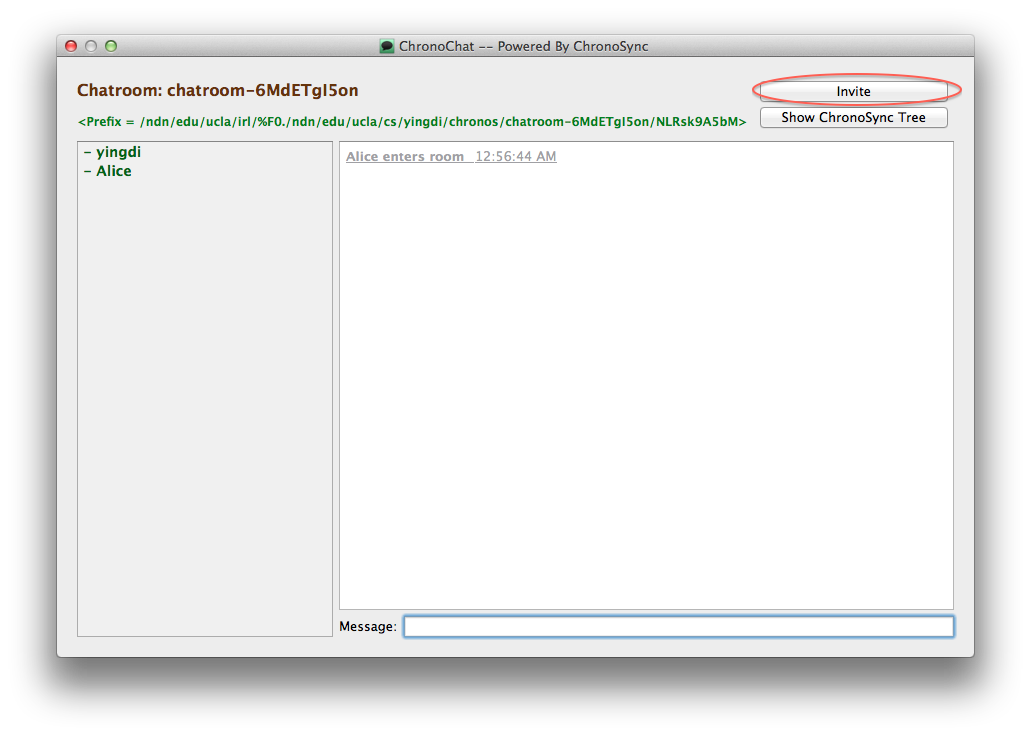 ChronoChat -- Powered By ChronoSync
Chatroom: chatroom-6MdETgI5on
Invite
<Prefix = /ndn/edu/ucla/irl/%F0./ndn/edu/ucla/cs/yingdi/chronos/chatroom-6MdETgI5on/NLRsk9A5bM>
Show ChronoSync Tree
- yingdi
- Alice
Alice enters room 12:56:44 AM
Message: